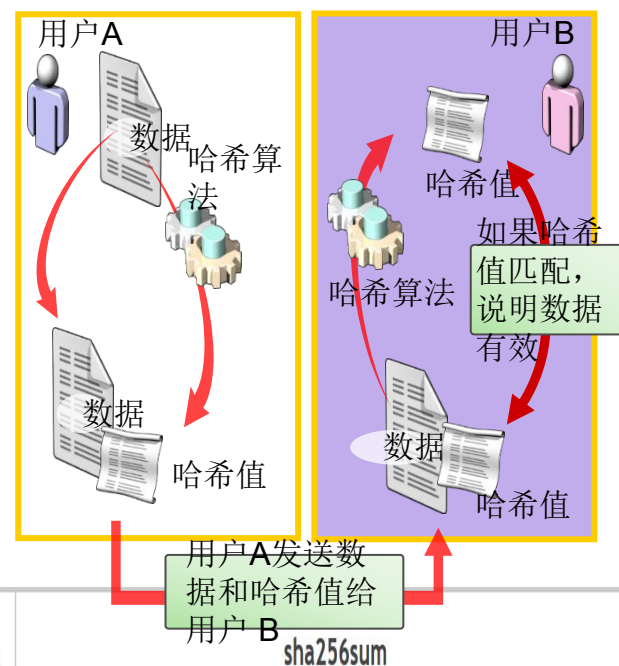 用户A
数据
哈希算
法
数据
哈希值
用户B
哈希值
哈希算法
如果哈希
值匹配，
说明数据
有效
数据
哈希值
用户A发送数
据和哈希值给
用户 B
sha256sum